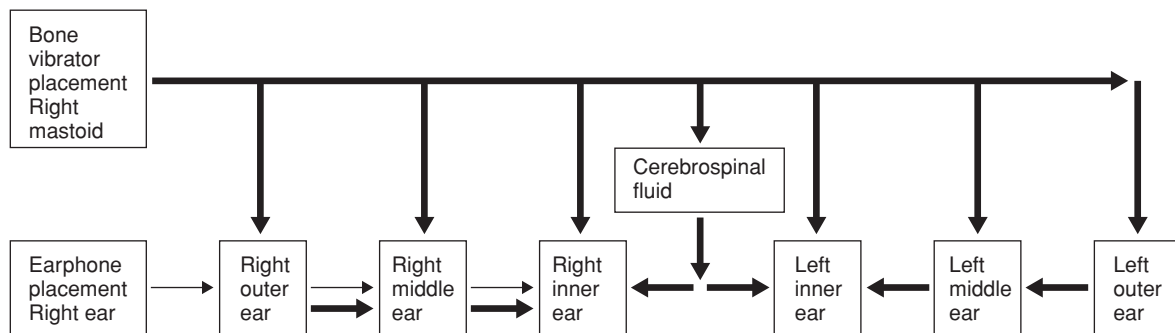 Bone
vibrator
placement
Right
mastoid
Cerebrospinal
fluid
Earphone
placement
Right ear
Right
outer
ear
Right
middle
ear
Right
inner
ear
Left
inner
ear
Left
middle
ear
Left
outer
ear